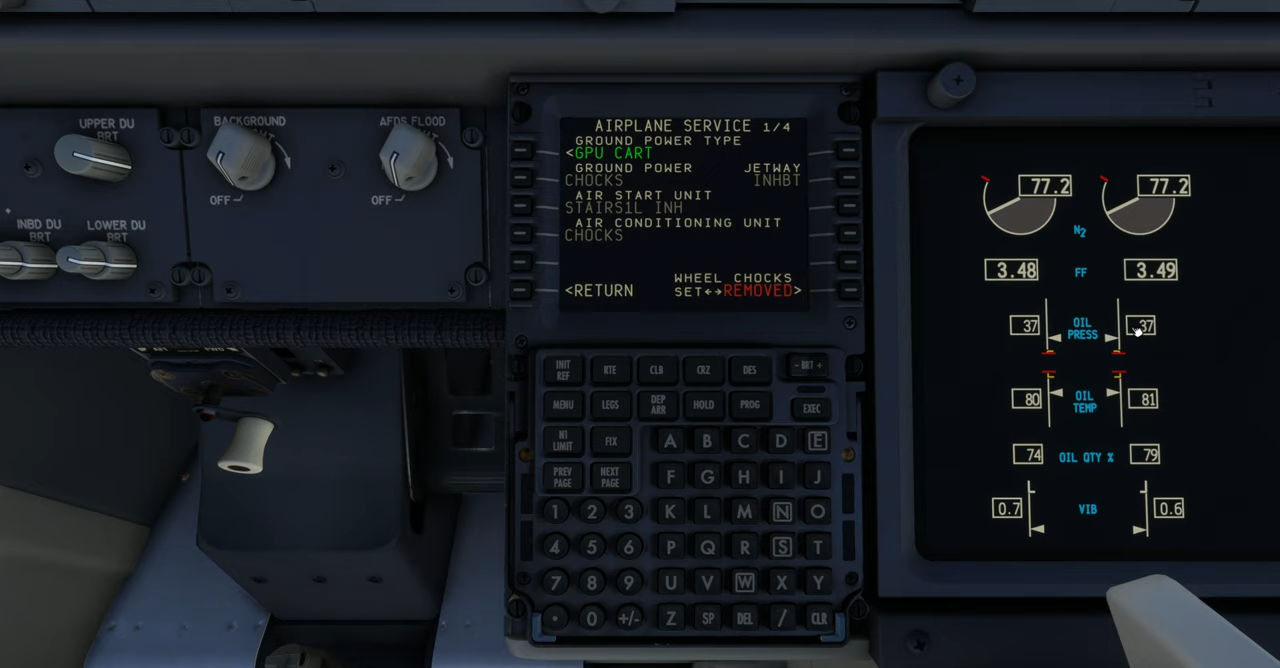 UPPER DU
BRT
BACKGROUND
AFDS FLOOD
OFF
OFF
INBD DU
BRT
LOWER DU
BRT
AIRPLANE SERVICE 1/4
GROUND POWER TYPE
<GPU CART
GROUND POWER JETWAY
CHOCKS INHBT
AIR START UNIT
STAIRS1L INH
AIR CONDITIONING UNIT
CHOCKS
WHEEL CHOCKS
<RETURN SET←→REMOVED>
INIT REF
RTE
CLB
CRZ
DES
- BRT +
MENU
LEGS
DEP ARR
HOLD
PROG
EXEC
N1 LIMIT
FIX
A B C D E
PREV PAGE
NEXT PAGE
F G H I J
1 2 3 K L M N O
4 5 6 P Q R S T
7 8 9 U V W X Y
. 0 +/- Z SP DEL / CLR
77.2 77.2
N2
3.48 FF 3.49
37 OIL PRESS 37
80 OIL TEMP 81
74 OIL QTY % 79
0.7 VIB 0.6